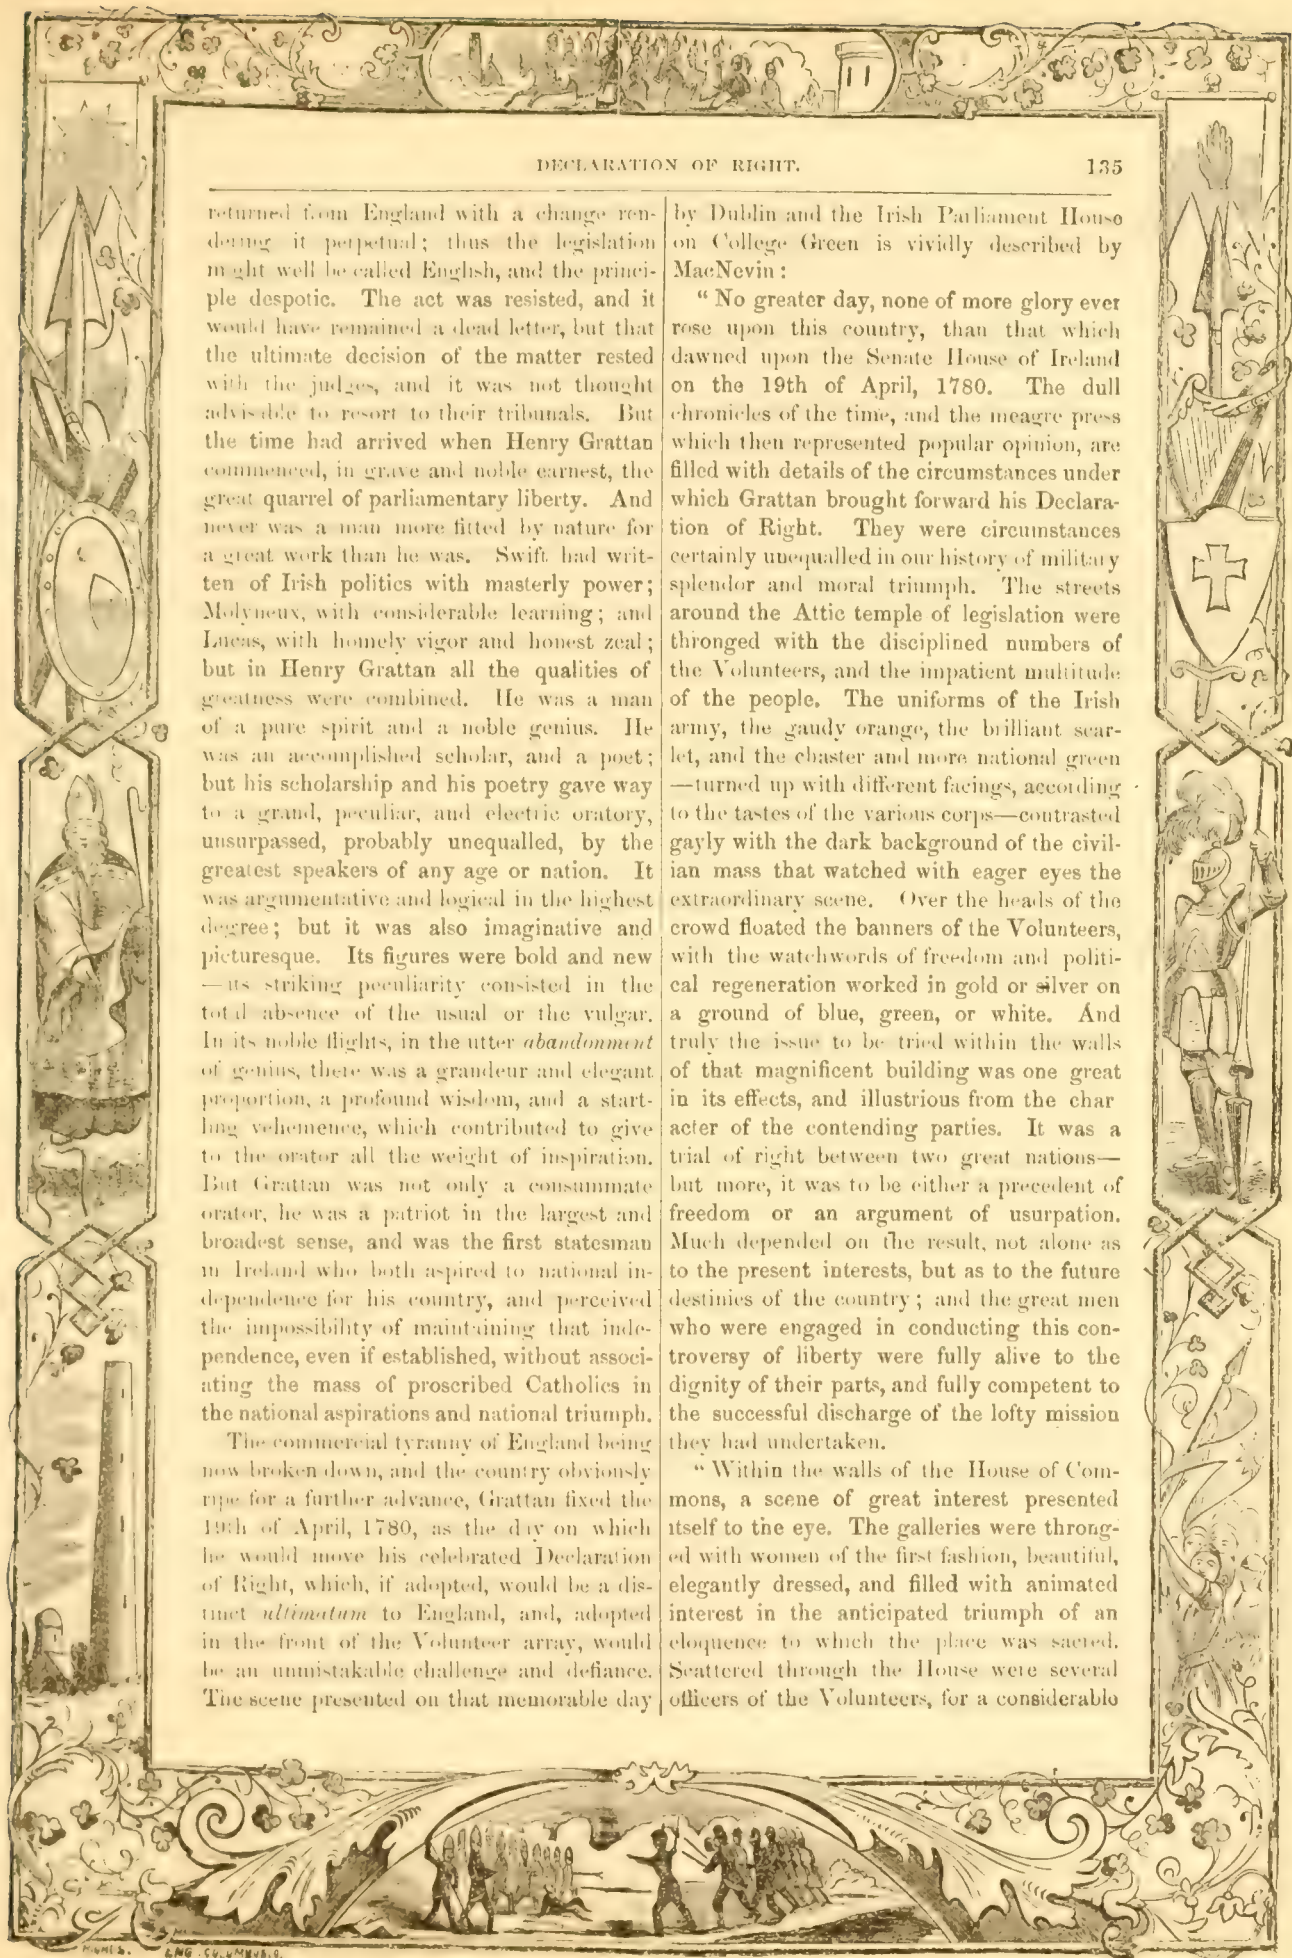 DECLARATION OF RIGHT. 135
returned from England with a change ren-
dering it perpetual; thus the legislation
might well be called English, and the princi-
ple despotic. The act was resisted, and it
would have remained a dead letter, but that
the ultimate decision of the matter rested
with the judges, and it was not thought
advisable to resort to their tribunals. But
the time had arrived when Henry Grattan
commenced, in grave and noble earnest, the
great quarrel of parliamentary liberty. And
never was a man more fitted by nature for
a great work than he was. Swift had writ-
ten of Irish politics with masterly power;
Molyneux, with considerable learning; and
Lucas, with homely vigor and honest zeal;
but in Henry Grattan all the qualities of
greatness were combined. He was a man
of a pure spirit and a noble genius. He
was an accomplished scholar, and a poet;
but his scholarship and his poetry gave way
to a grand, peculiar, and electric oratory,
unsurpassed, probably unequalled, by the
greatest speakers of any age or nation. It
was argumentative and logical in the highest
degree; but it was also imaginative and
picturesque. Its figures were bold and new
—its striking peculiarity consisted in the
total absence of the usual or the vulgar.
In its noble flights, in the utter abandonment
of genius, there was a grandeur and elegant
proportion, a profound wisdom, and a start-
ling vehemence, which contributed to give
to the orator all the weight of inspiration.
But Grattan was not only a consummate
orator, he was a patriot in the largest and
broadest sense, and was the first statesman
in Ireland who both aspired to national in-
dependence for his country, and perceived
the impossibility of maintaining that inde-
pendence, even if established, without associ-
ating the mass of proscribed Catholics in
the national aspirations and national triumph.
The commercial tyranny of England being
now broken down, and the country obviously
ripe for a further advance, Grattan fixed the
19th of April, 1780, as the day on which
he would move his celebrated Declaration
of Right, which, if adopted, would be a dis-
tinct ultimatum to England, and, adopted
in the front of the Volunteer array, would
be an unmistakable challenge and defiance.
The scene presented on that memorable day
by Dublin and the Irish Parliament House
on College Green is vividly described by
MacNevin:
“ No greater day, none of more glory ever
rose upon this country, than that which
dawned upon the Senate House of Ireland
on the 19th of April, 1780. The dull
chronicles of the time, and the meagre press
which then represented popular opinion, are
filled with details of the circumstances under
which Grattan brought forward his Declara-
tion of Right. They were circumstances
certainly unequalled in our history of military
splendor and moral triumph. The streets
around the Attic temple of legislation were
thronged with the disciplined numbers of
the Volunteers, and the impatient multitude
of the people. The uniforms of the Irish
army, the gaudy orange, the brilliant scar-
let, and the chaster and more national green
—turned up with different facings, according
to the tastes of the various corps—contrasted
gayly with the dark background of the civil-
ian mass that watched with eager eyes the
extraordinary scene. Over the heads of the
crowd floated the banners of the Volunteers,
with the watchwords of freedom and politi-
cal regeneration worked in gold or silver on
a ground of blue, green, or white. And
truly the issue to be tried within the walls
of that magnificent building was one great
in its effects, and illustrious from the char
acter of the contending parties. It was a
trial of right between two great nations—
but more, it was to be either a precedent of
freedom or an argument of usurpation.
Much depended on the result, not alone as
to the present interests, but as to the future
destinies of the country; and the great men
who were engaged in conducting this con-
troversy of liberty were fully alive to the
dignity of their parts, and fully competent to
the successful discharge of the lofty mission
they had undertaken.
“ Within the walls of the House of Com-
mons, a scene of great interest presented
itself to the eye. The galleries were throng-
ed with women of the first fashion, beautiful,
elegantly dressed, and filled with animated
interest in the anticipated triumph of an
eloquence to which the place was sacred.
Scattered through the House were several
officers of the Volunteers, for a considerable
ENG. CO.